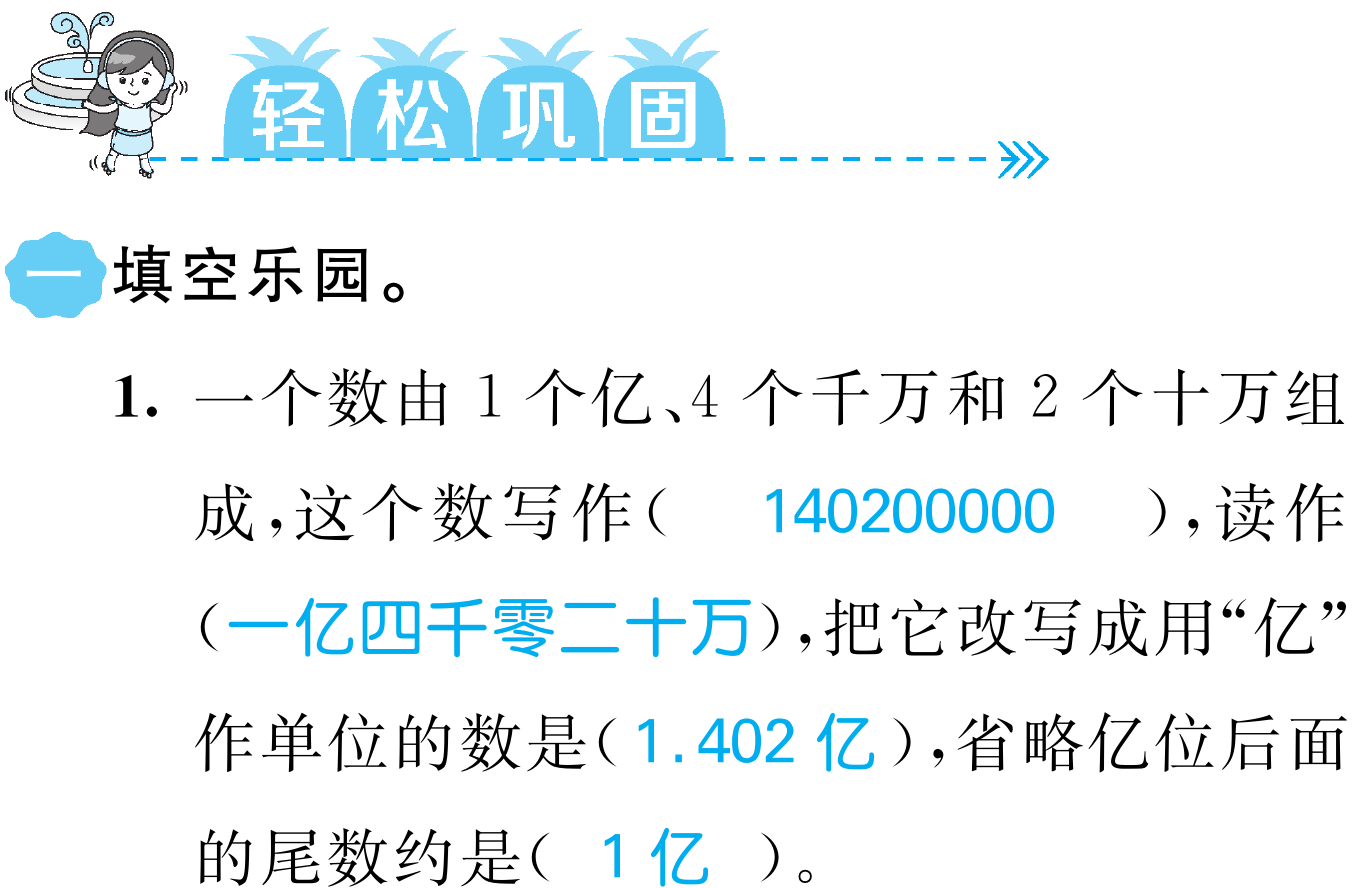 轻松巩固
一 填空乐园。
1. 一个数由 1 个亿、4 个千万和 2 个十万组
成,这个数写作( 140200000 ),读作
(一亿四千零二十万),把它改写成用“亿”
作单位的数是(1.402 亿),省略亿位后面
的尾数约是( 1 亿 )。